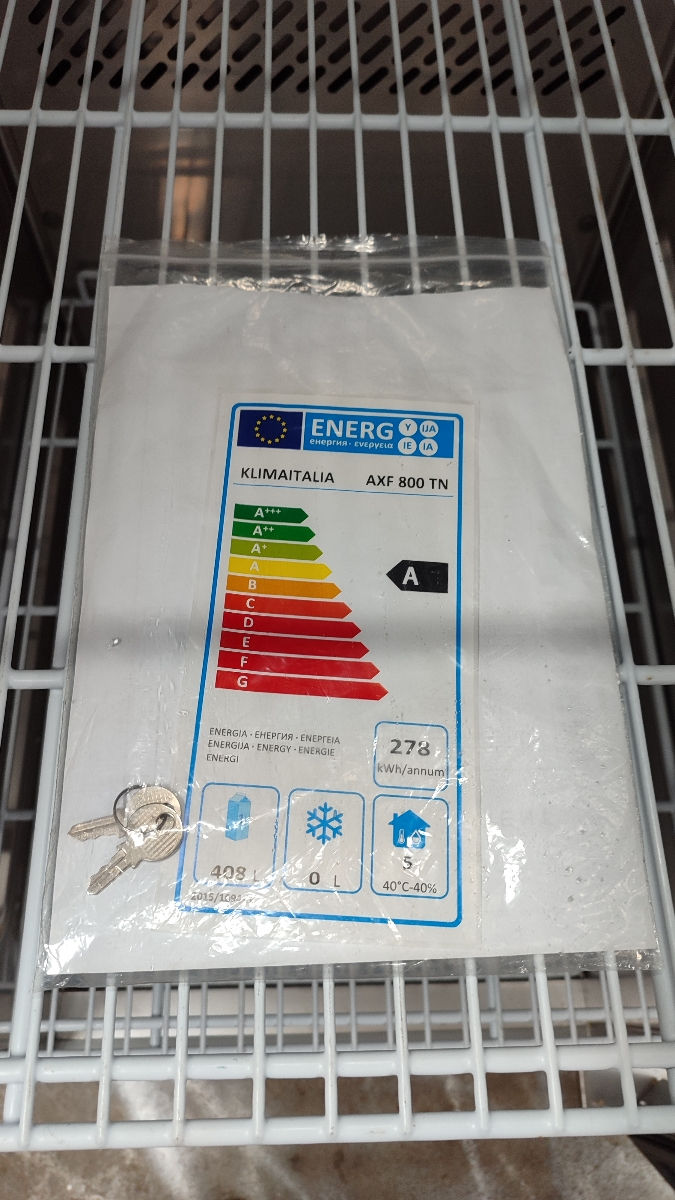 ENERG Y IJA
енергия · ενεργεια IE IA
KLIMAITALIA AXF 800 TN
A+++
A++
A+
A
A
B
C
D
E
F
G
ENERGIA · ЕНЕРГИЯ · ΕΝΕΡΓΕΙΑ
ENERGIJA · ENERGY · ENERGIE
ENERGI
278
kWh/annum
408 L
0 L
5
40°C-40%